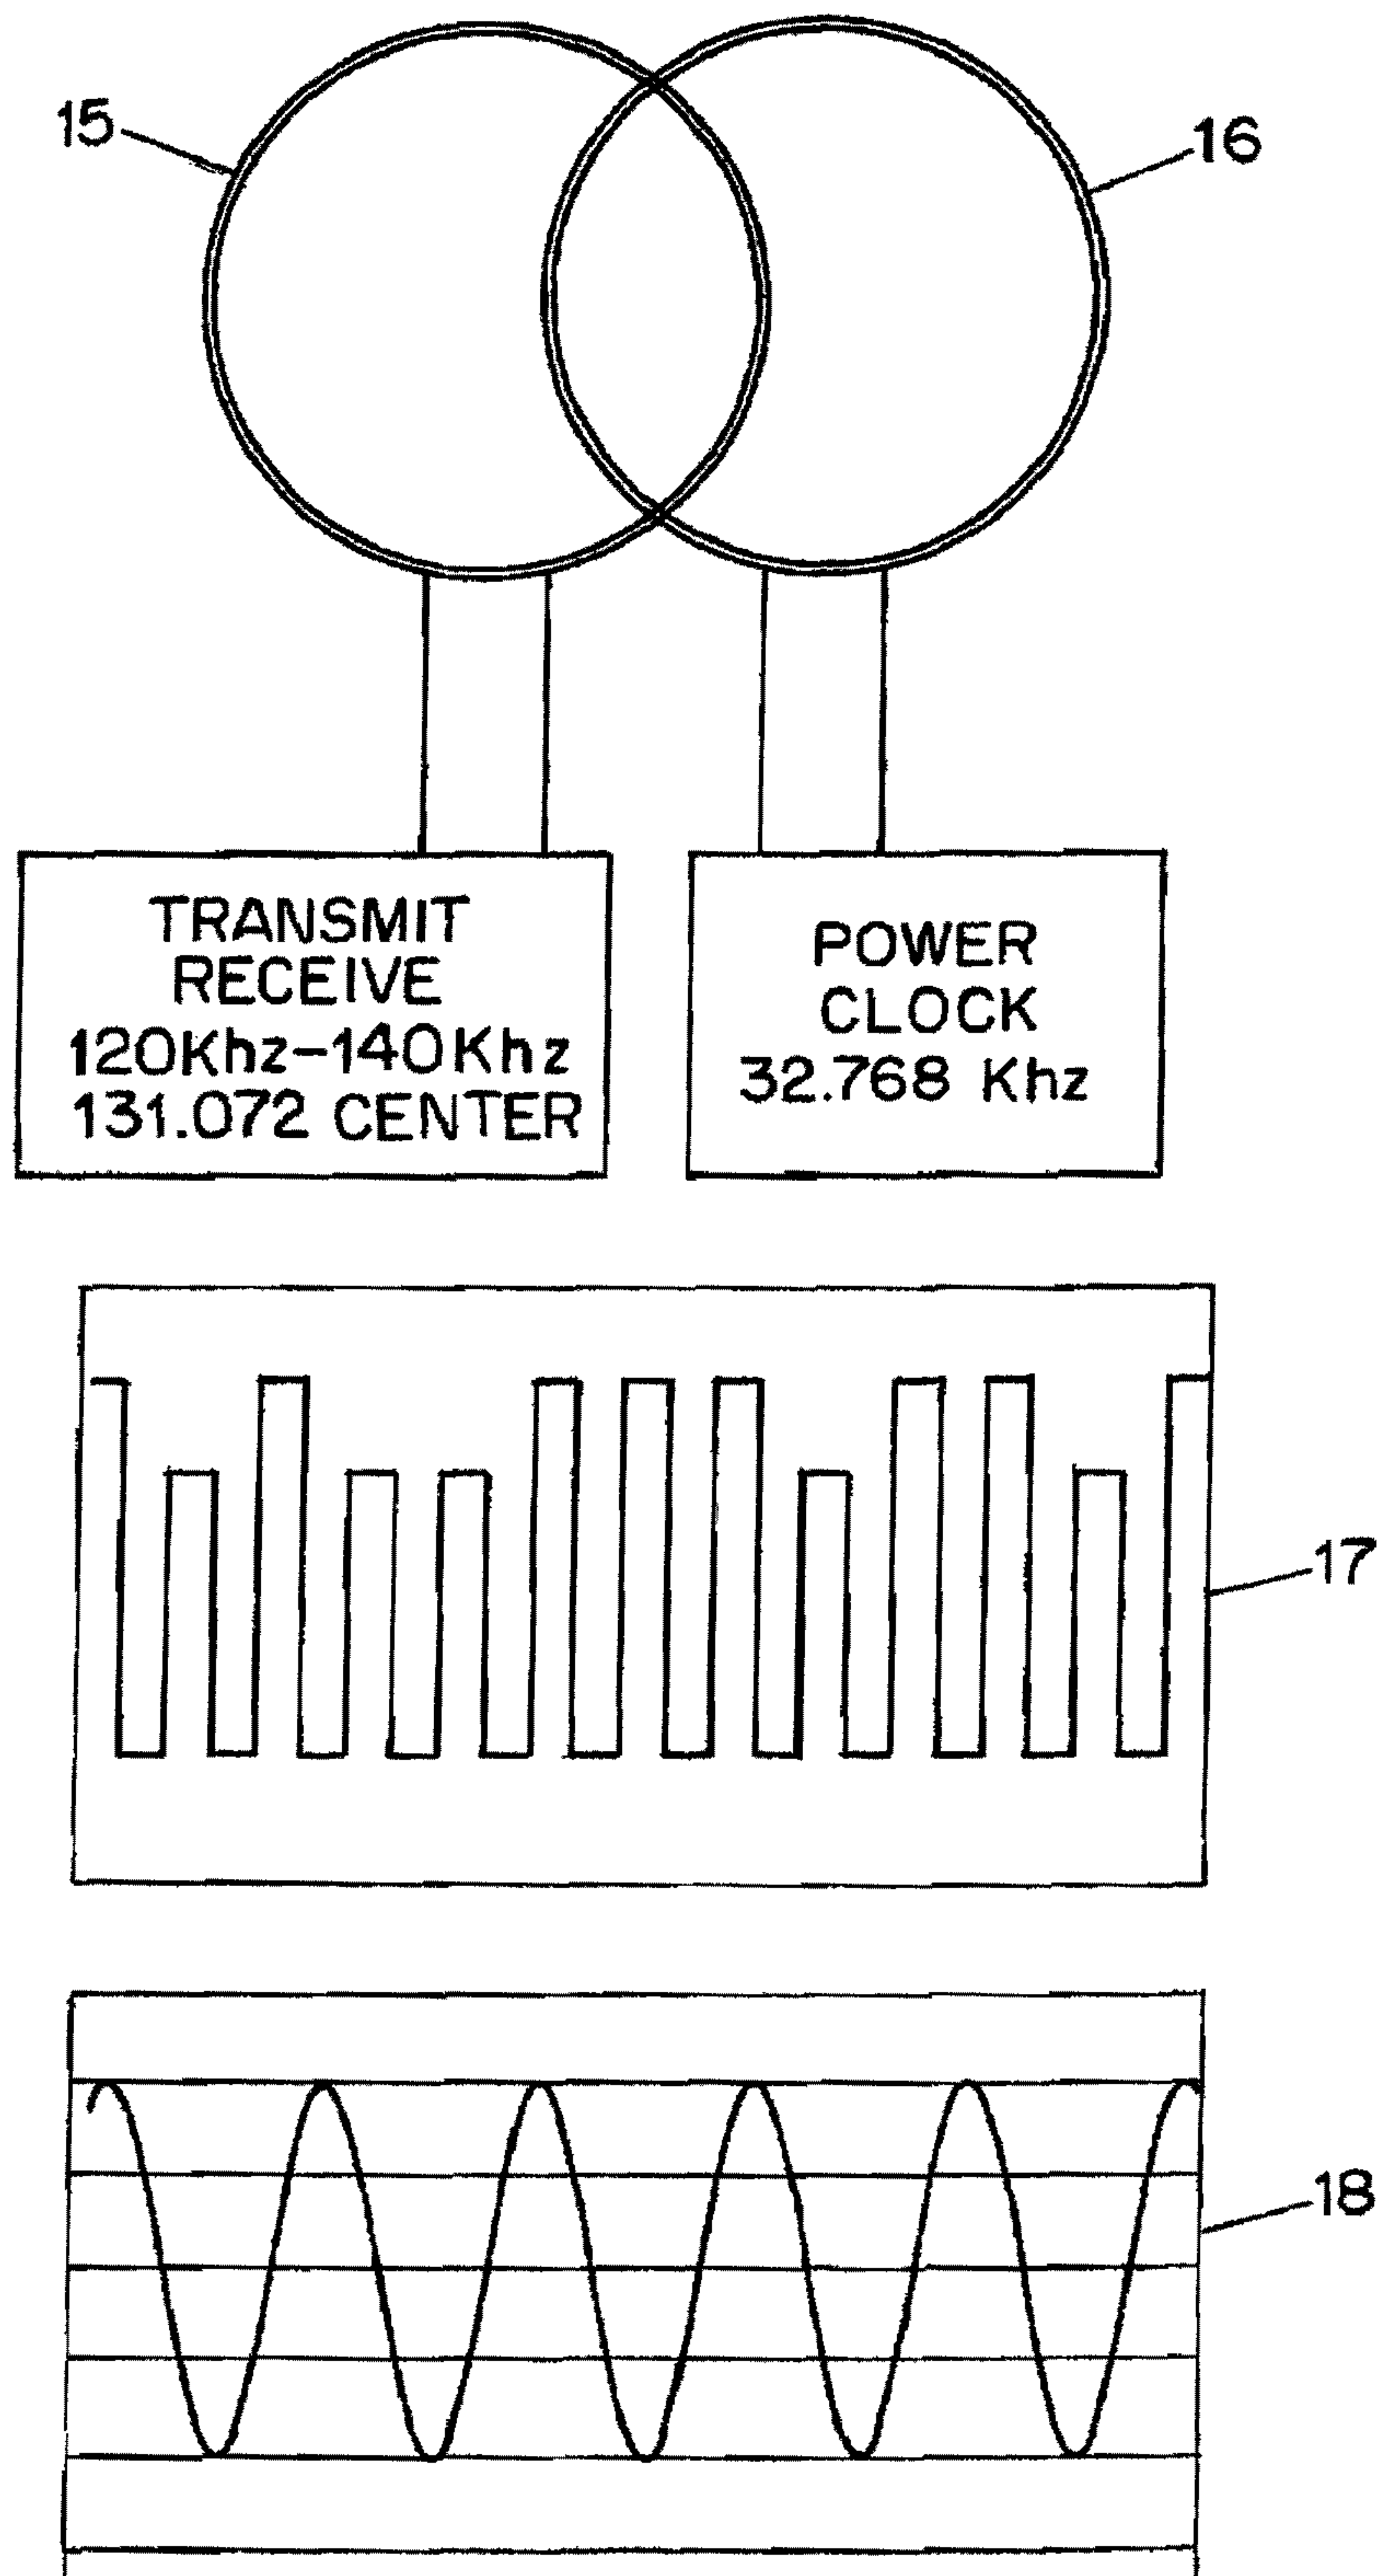 15
16
TRANSMIT
RECEIVE
120Khz-140Khz
131.072 CENTER
POWER
CLOCK
32.768 Khz
17
18